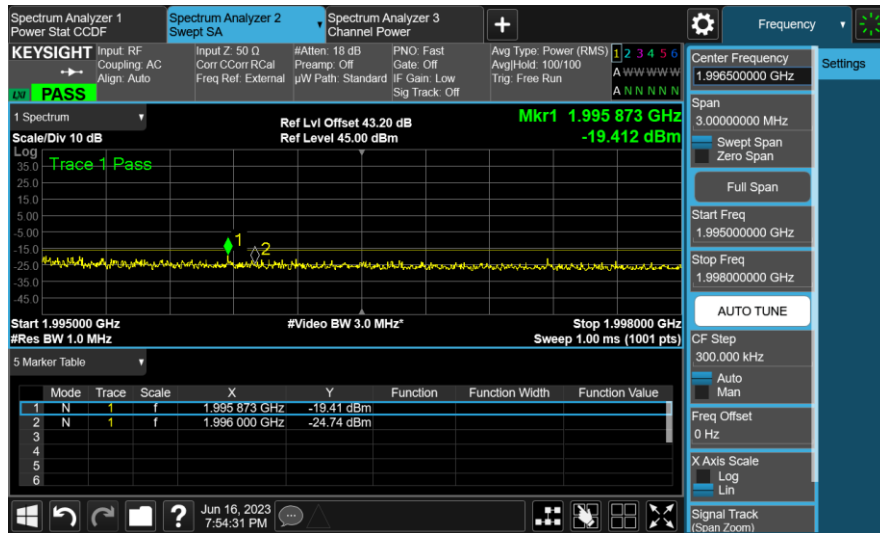 Spectrum Analyzer 1
Power Stat CCDF
Spectrum Analyzer 2
Swept SA
Spectrum Analyzer 3
Channel Power
Frequency
KEYSIGHT
Input: RF
Coupling: AC
Align: Auto
Input Z: 50 Ω
Corr CCorr RCal
Freq Ref: External
#Atten: 18 dB
Preamp: Off
µW Path: Standard
PNO: Fast
Gate: Off
IF Gain: Low
Sig Track: Off
Avg Type: Power (RMS)
Avg|Hold: 100/100
Trig: Free Run
1 2 3 4 5 6
A W W W W W
A N N N N N
LXI
PASS
1 Spectrum
Scale/Div 10 dB
Ref Lvl Offset 43.20 dB
Ref Level 45.00 dBm
Mkr1 1.995 873 GHz
-19.412 dBm
Log
Trace 1 Pass
35.0
25.0
15.0
5.00
-5.00
-15.0
-25.0
-35.0
-45.0
1
2
Start 1.995000 GHz
#Res BW 1.0 MHz
#Video BW 3.0 MHz*
Stop 1.998000 GHz
Sweep 1.00 ms (1001 pts)
5 Marker Table
Mode Trace Scale X Y Function Function Width Function Value
1 N 1 f 1.995 873 GHz -19.41 dBm
2 N 1 f 1.996 000 GHz -24.74 dBm
3
4
5
6
?
Jun 16, 2023
7:54:31 PM
Center Frequency
1.996500000 GHz
Settings
Span
3.00000000 MHz
Swept Span
Zero Span
Full Span
Start Freq
1.995000000 GHz
Stop Freq
1.998000000 GHz
AUTO TUNE
CF Step
300.000 kHz
Auto
Man
Freq Offset
0 Hz
X Axis Scale
Log
Lin
Signal Track
(Span Zoom)